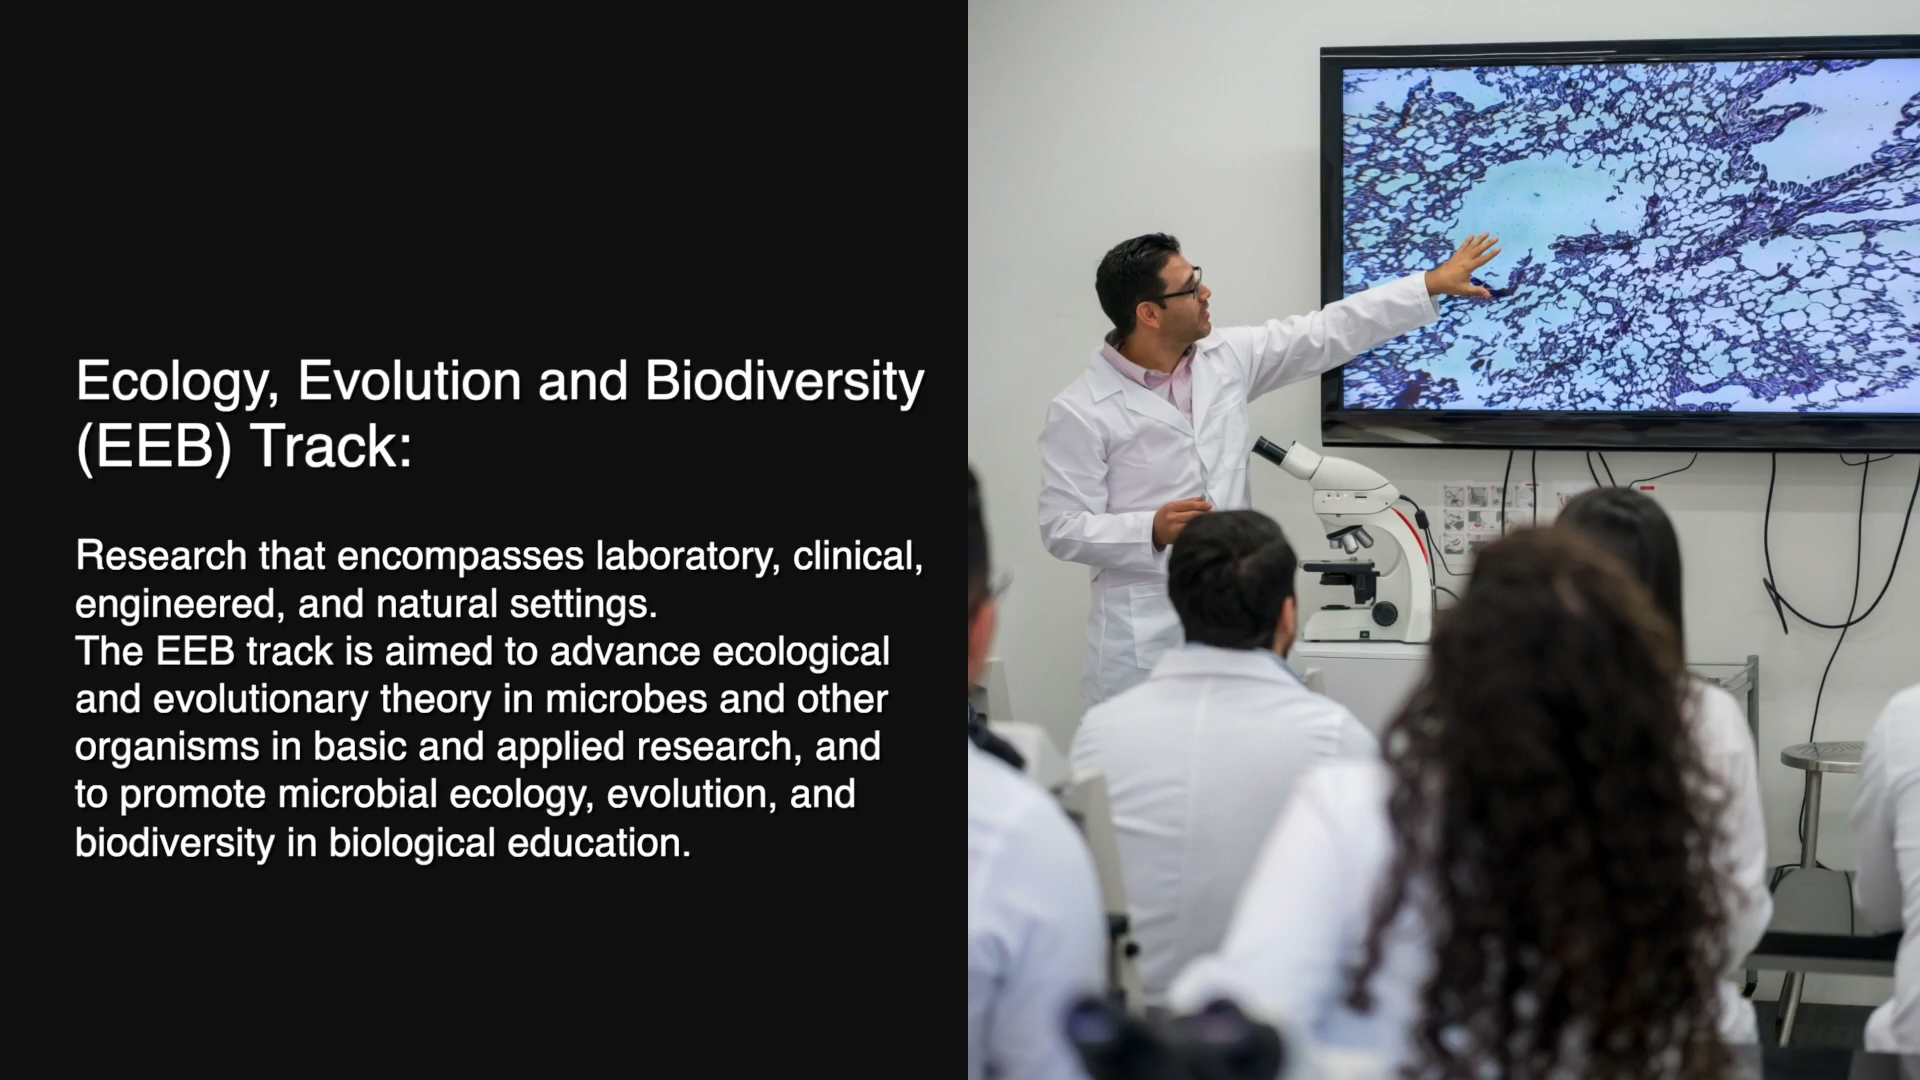 Ecology, Evolution and Biodiversity
(EEB) Track:
Research that encompasses laboratory, clinical,
engineered, and natural settings.
The EEB track is aimed to advance ecological
and evolutionary theory in microbes and other
organisms in basic and applied research, and
to promote microbial ecology, evolution, and
biodiversity in biological education.